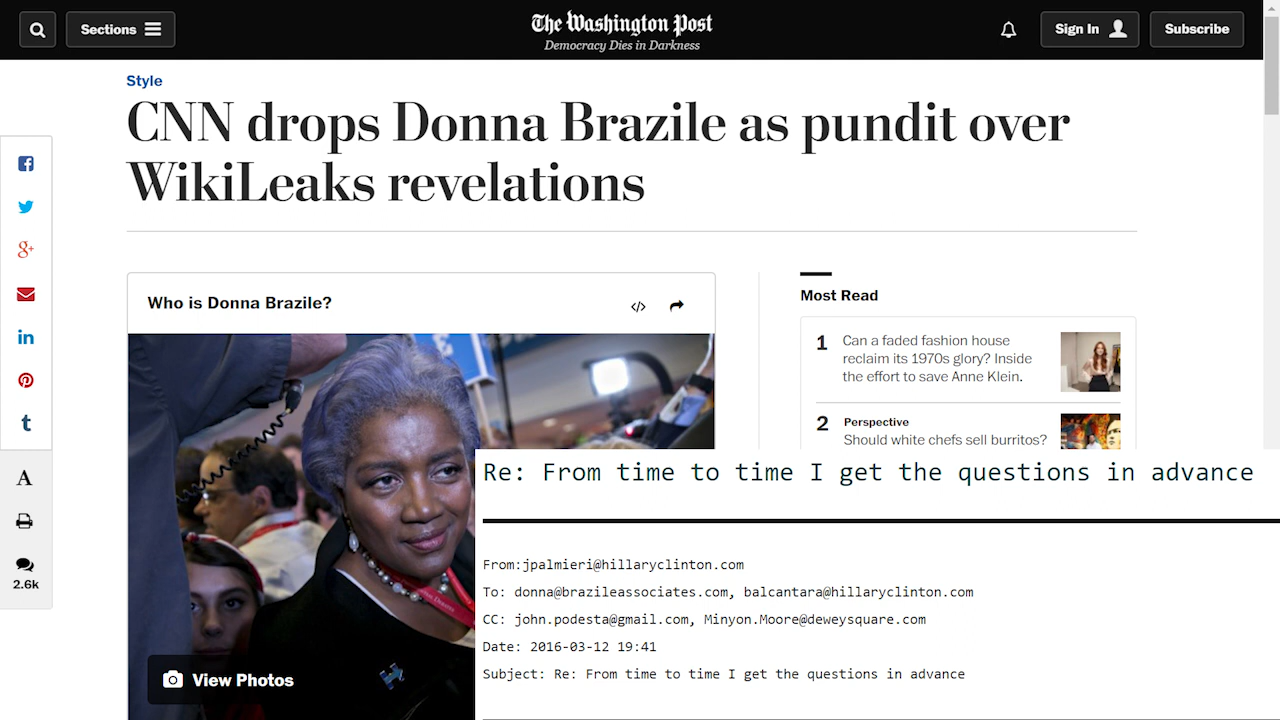 Sections
The Washington Post
Democracy Dies in Darkness
Sign In
Subscribe
Style
CNN drops Donna Brazile as pundit over
WikiLeaks revelations
Who is Donna Brazile?
View Photos
A
2.6k
Most Read
1
Can a faded fashion house
reclaim its 1970s glory? Inside
the effort to save Anne Klein.
2
Perspective
Should white chefs sell burritos?
Re: From time to time I get the questions in advance
From:jpalmieri@hillaryclinton.com
To: donna@brazileassociates.com, balcantara@hillaryclinton.com
CC: john.podesta@gmail.com, Minyon.Moore@deweysquare.com
Date: 2016-03-12 19:41
Subject: Re: From time to time I get the questions in advance